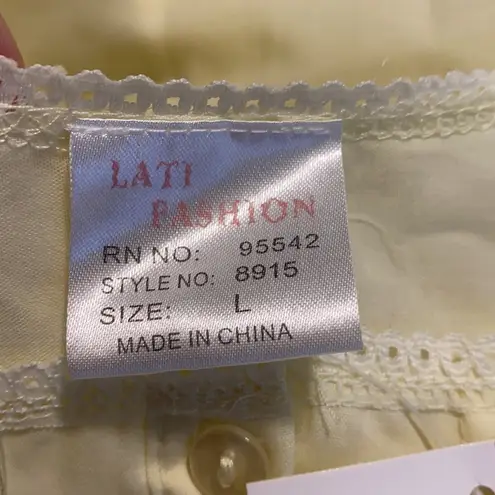 LATI
FASHION
RN NO: 95542
STYLE NO: 8915
SIZE: L
MADE IN CHINA